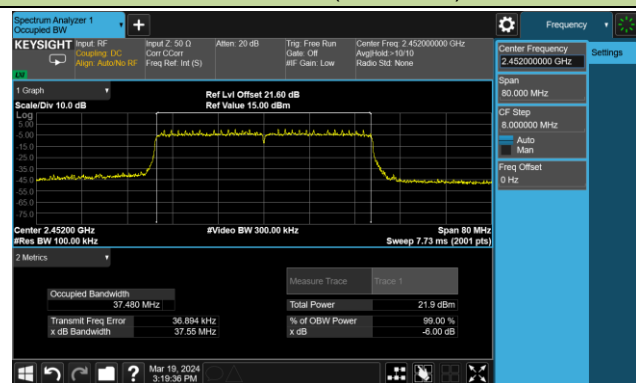 Spectrum Analyzer 1
Occupied BW
+
Frequency
KEYSIGHT
Input: RF
Coupling: DC
Align: Auto/No RF
Input Z: 50 Ω
Corr CCorr
Freq Ref: Int (S)
Atten: 20 dB
Trig: Free Run
Gate: Off
#IF Gain: Low
Center Freq: 2.452000000 GHz
Avg|Hold:>10/10
Radio Std: None
LW
Center Frequency
2.452000000 GHz
Settings
Span
80.000 MHz
CF Step
8.000000 MHz
Auto
Man
Freq Offset
0 Hz
1 Graph
Scale/Div 10.0 dB
Ref Lvl Offset 21.60 dB
Ref Value 15.00 dBm
Log
5.00
-5.00
-15.0
-25.0
-35.0
-45.0
-55.0
-65.0
-75.0
Center 2.45200 GHz
#Res BW 100.00 kHz
#Video BW 300.00 kHz
Span 80 MHz
Sweep 7.73 ms (2001 pts)
2 Metrics
Measure Trace
Trace 1
Occupied Bandwidth
37.480 MHz
Total Power
21.9 dBm
Transmit Freq Error
36.894 kHz
% of OBW Power
99.00 %
x dB Bandwidth
37.55 MHz
x dB
-6.00 dB
?
Mar 19, 2024
3:19:36 PM